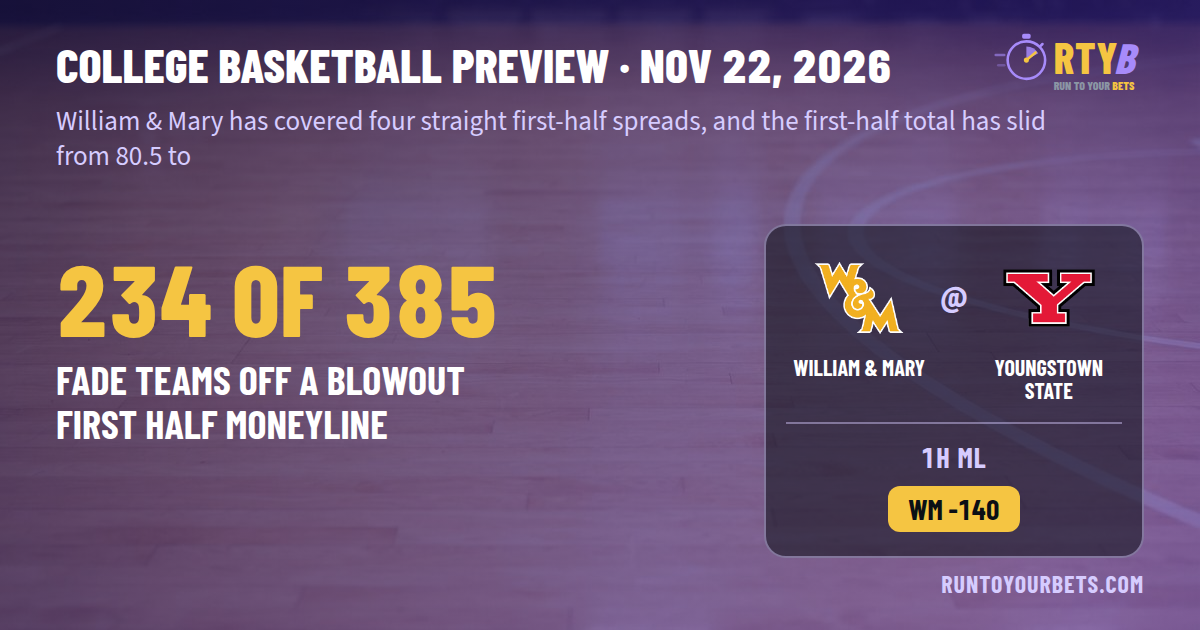 COLLEGE BASKETBALL PREVIEW · NOV 22, 2026
RTYB
RUN TO YOUR BETS
William & Mary has covered four straight first-half spreads, and the first-half total has slid
from 80.5 to
234 OF 385
FADE TEAMS OFF A BLOWOUT
FIRST HALF MONEYLINE
W&M
@
Y
WILLIAM & MARY
YOUNGSTOWN
STATE
1H ML
WM -140
RUNTOYOURBETS.COM